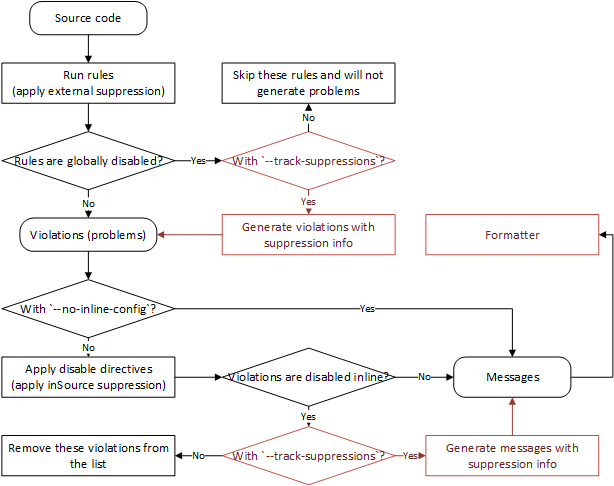 Source code
Run rules
(apply external suppression)
Skip these rules and will not
generate problems
No
Rules are globally disabled?
Yes
With `--track-suppressions`?
No
Yes
Violations (problems)
Generate violations with
suppression info
Formatter
With `--no-inline-config`?
Yes
No
Apply disable directives
(apply inSource suppression)
Violations are disabled inline?
No
Messages
Yes
Remove these violations from
the list
No
With `--track-suppressions`?
Yes
Generate messages with
suppression info